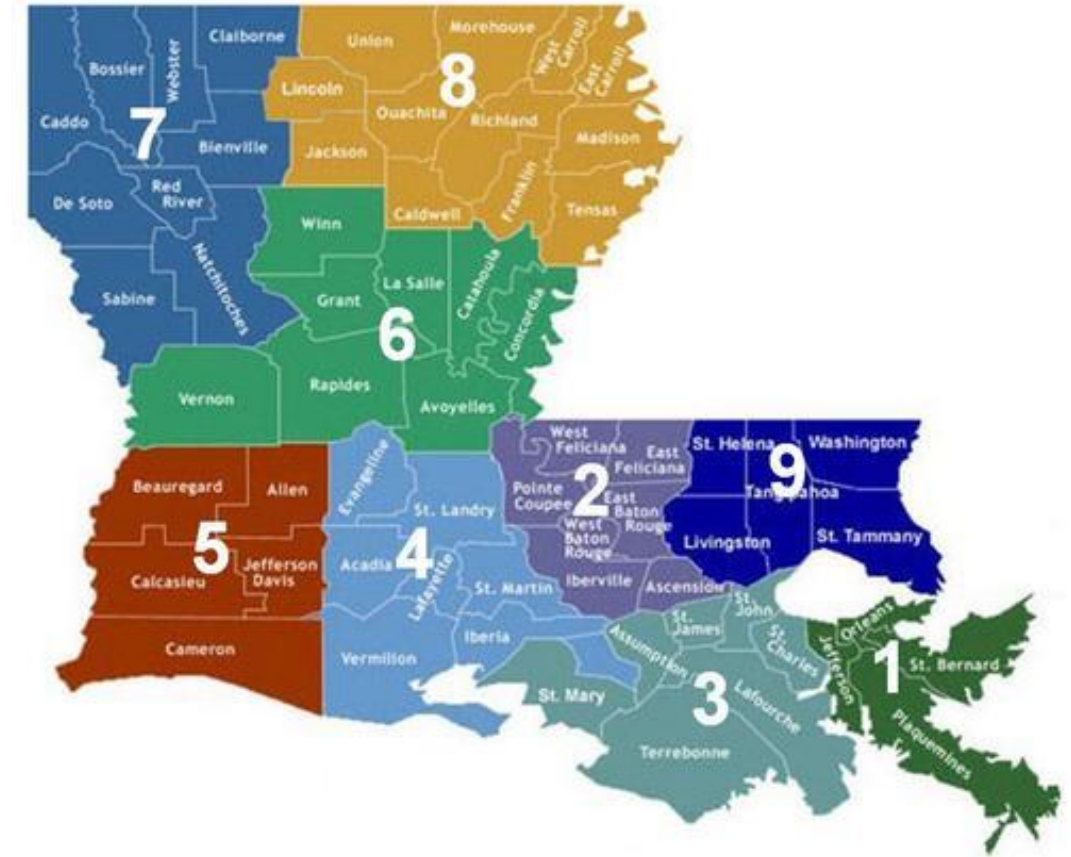 Claiborne
Union
Morehouse
West
Carroll
East
Carroll
Bossier
Webster
Lincoln
8
Caddo
7
Ouachita
Richland
Madison
Bienville
Jackson
Red
River
De Soto
Franklin
Tensas
Caldwell
Winn
Natchitoches
La Salle
Catahoula
Sabine
Grant
Concordia
6
Vernon
Rapides
Avoyelles
West
Feliciana
East
Feliciana
St. Helena
Washington
9
Evangeline
Beauregard
Allen
2
Pointe
Coupee
East
Baton
Rouge
Tangipahoa
St. Landry
West
Baton
Rouge
Livingston
St. Tammany
5
4
Calcasieu
Jefferson
Davis
Acadia
Lafayette
St. Martin
Iberville
Ascension
St.
John
St.
James
St.
Charles
Orleans
Assumption
Iberia
Cameron
Vermilion
Jefferson
1
St. Bernard
St. Mary
3
Lafourche
Plaquemines
Terrebonne